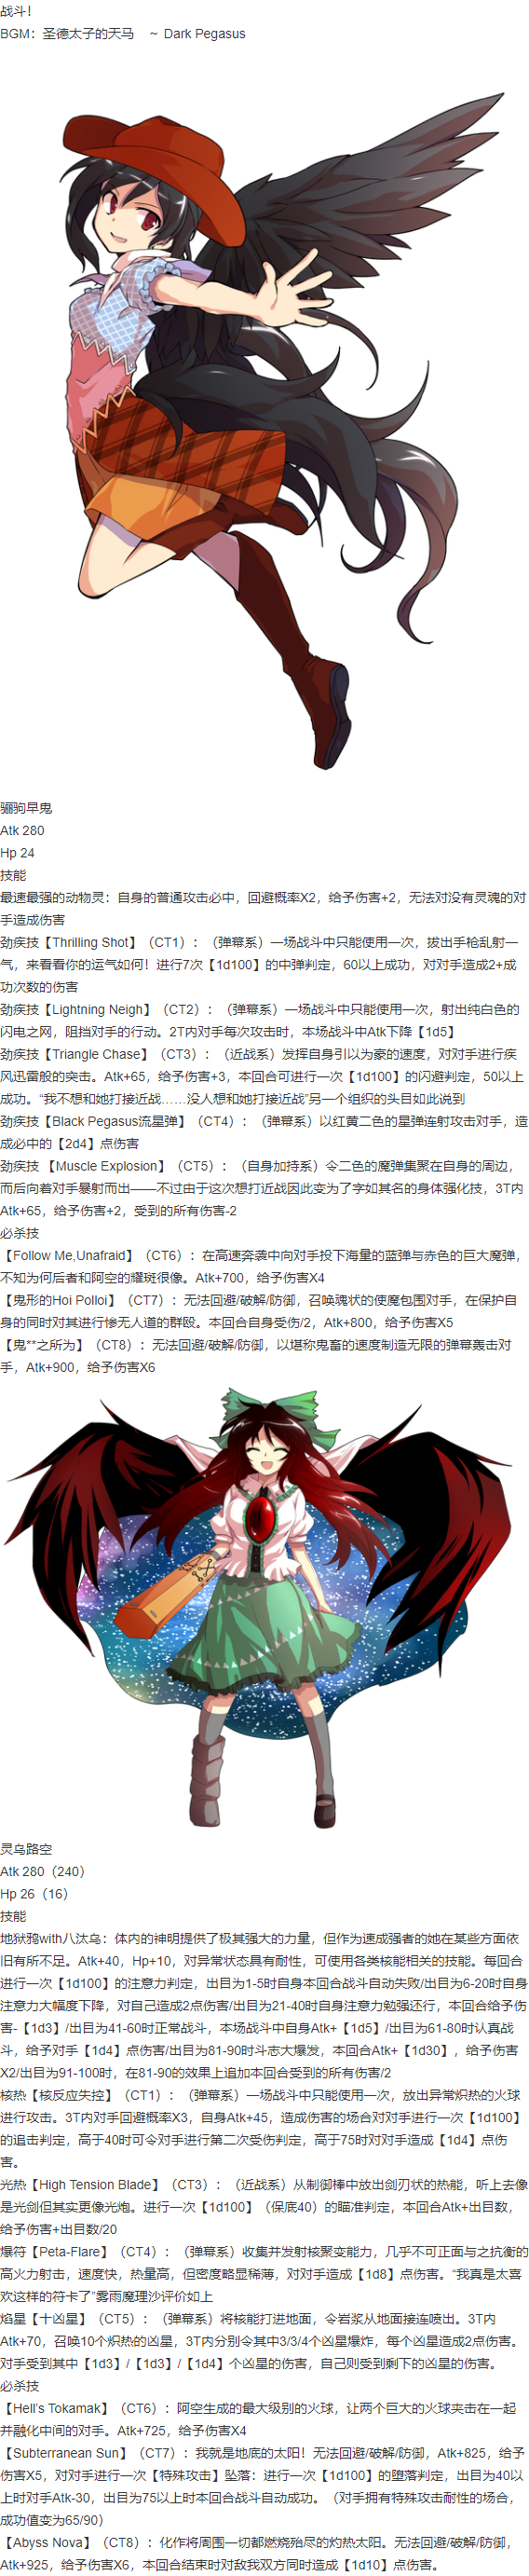 战斗！
BGM：圣德太子的天马　～ Dark Pegasus
骊驹早鬼
Atk 280
Hp 24
技能
最速最强的动物灵：自身的普通攻击必中，回避概率X2，给予伤害+2，无法对没有灵魂的对
手造成伤害
劲疾技【Thrilling Shot】（CT1）：（弹幕系）一场战斗中只能使用一次，拔出手枪乱射一
气，来看看你的运气如何！进行7次【1d100】的中弹判定，60以上成功，对对手造成2+成
功次数的伤害
劲疾技【Lightning Neigh】（CT2）：（弹幕系）一场战斗中只能使用一次，射出纯白色的
闪电之网，阻挡对手的行动。2T内对手每次攻击时，本场战斗中Atk下降【1d5】
劲疾技【Triangle Chase】（CT3）：（近战系）发挥自身引以为豪的速度，对对手进行疾
风迅雷般的突击。Atk+65，给予伤害+3，本回合可进行一次【1d100】的闪避判定，50以上
成功。“我不想和她打接近战……没人想和她打接近战”另一个组织的头目如此说到
劲疾技【Black Pegasus流星弹】（CT4）：（弹幕系）以红黄二色的星弹连射攻击对手，造
成必中的【2d4】点伤害
劲疾技 【Muscle Explosion】（CT5）：（自身加持系）令二色的魔弹集聚在自身的周边，
而后向着对手暴射而出——不过由于这次想打近战因此变为了字如其名的身体强化技，3T内
Atk+65，给予伤害+2，受到的所有伤害-2
必杀技
【Follow Me,Unafraid】（CT6）：在高速奔袭中向对手投下海量的蓝弹与赤色的巨大魔弹，
不知为何后者和阿空的耀斑很像。Atk+700，给予伤害X4
【鬼形的Hoi Polloi】（CT7）：无法回避/破解/防御，召唤魂状的使魔包围对手，在保护自
身的同时对其进行惨无人道的群殴。本回合自身受伤/2，Atk+800，给予伤害X5
【鬼**之所为】（CT8）：无法回避/破解/防御，以堪称鬼畜的速度制造无限的弹幕轰击对
手，Atk+900，给予伤害X6
灵乌路空
Atk 280（240）
Hp 26（16）
技能
地狱鸦with八汰乌：体内的神明提供了极其强大的力量，但作为速成强者的她在某些方面依
旧有所不足。Atk+40，Hp+10，对异常状态具有耐性，可使用各类核能相关的技能。每回合
进行一次【1d100】的注意力判定，出目为1-5时自身本回合战斗自动失败/出目为6-20时自身
注意力大幅度下降，对自己造成2点伤害/出目为21-40时自身注意力勉强还行，本回合给予伤
害-【1d3】/出目为41-60时正常战斗，本场战斗中自身Atk+【1d5】/出目为61-80时认真战
斗，给予对手【1d4】点伤害/出目为81-90时斗志大爆发，本回合Atk+【1d30】，给予伤害
X2/出目为91-100时，在81-90的效果上追加本回合受到的所有伤害/2
核热【核反应失控】（CT1）：（弹幕系）一场战斗中只能使用一次，放出异常炽热的火球
进行攻击。3T内对手回避概率X3，自身Atk+45，造成伤害的场合对对手进行一次【1d100】
的追击判定，高于40时可令对手进行第二次受伤判定，高于75时对对手造成【1d4】点伤
害。
光热【High Tension Blade】（CT3）：（近战系）从制御棒中放出剑刃状的热能，听上去像
是光剑但其实更像光炮。进行一次【1d100】（保底40）的瞄准判定，本回合Atk+出目数，
给予伤害+出目数/20
爆符【Peta-Flare】（CT4）：（弹幕系）收集并发射核聚变能力，几乎不可正面与之抗衡的
高火力射击，速度快，热量高，但密度略显稀薄，对对手造成【1d8】点伤害。“我真是太喜
欢这样的符卡了”雾雨魔理沙评价如上
焰星【十凶星】（CT5）：（弹幕系）将核能打进地面，令岩浆从地面接连喷出。3T内
Atk+70，召唤10个炽热的凶星，3T内分别令其中3/3/4个凶星爆炸，每个凶星造成2点伤害。
对手受到其中【1d3】/【1d3】/【1d4】个凶星的伤害，自己则受到剩下的凶星的伤害。
必杀技
【Hell’s Tokamak】（CT6）：阿空生成的最大级别的火球，让两个巨大的火球夹击在一起
并融化中间的对手。Atk+725，给予伤害X4
【Subterranean Sun】（CT7）：我就是地底的太阳！无法回避/破解/防御，Atk+825，给予
伤害X5，对对手进行一次【特殊攻击】坠落：进行一次【1d100】的堕落判定，出目为40以
上时对手Atk-30，出目为75以上时本回合战斗自动成功。（对手拥有特殊攻击耐性的场合，
成功值变为65/90）
【Abyss Nova】（CT8）：化作将周围一切都燃烧殆尽的灼热太阳。无法回避/破解/防御，
Atk+925，给予伤害X6，本回合结束时对敌我双方同时造成【1d10】点伤害。